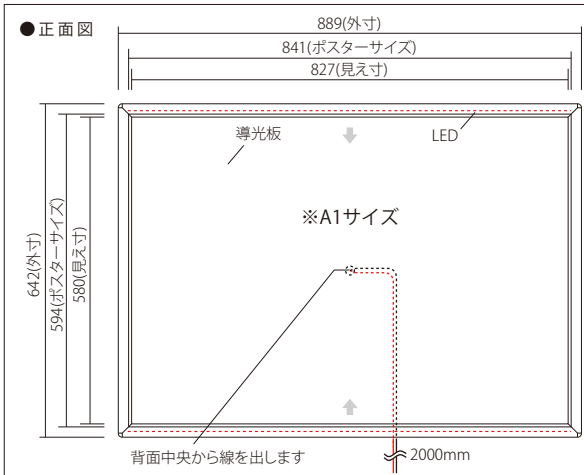 ●正面図
889(外寸)
841(ポスターサイズ)
827(見え寸)
導光板
LED
※A1サイズ
642(外寸)
594(ポスターサイズ)
580(見え寸)
背面中央から線を出します
2000mm